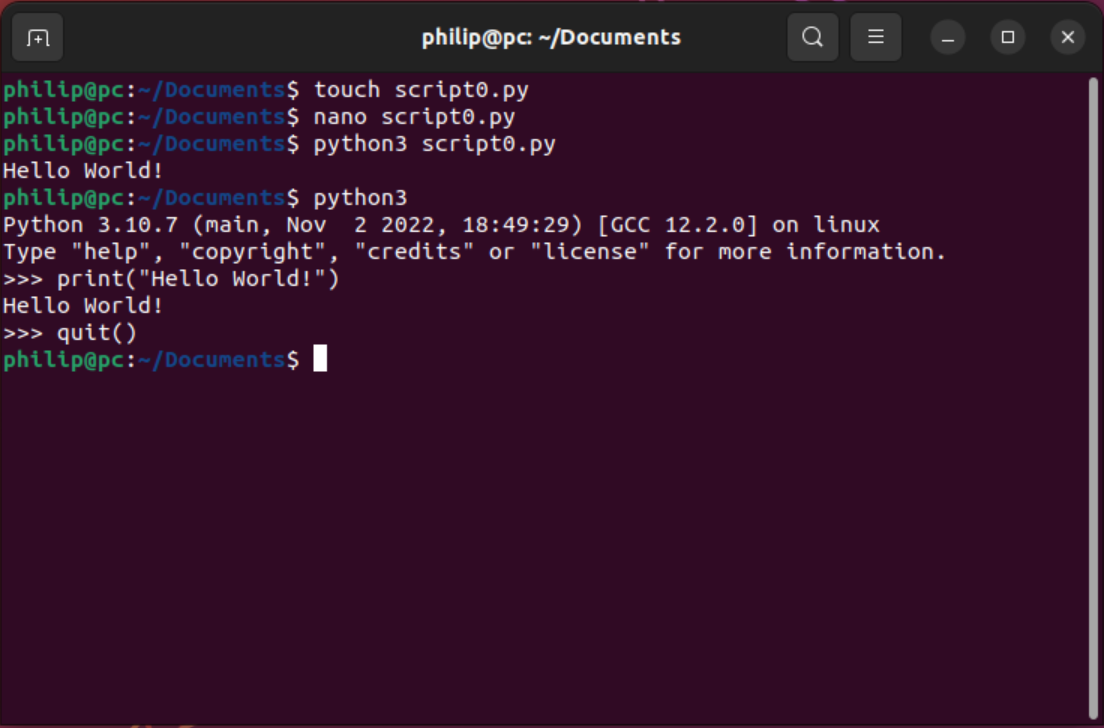 philip@pc: ~/Documents
philip@pc:~/Documents$ touch script0.py
philip@pc:~/Documents$ nano script0.py
philip@pc:~/Documents$ python3 script0.py
Hello World!
philip@pc:~/Documents$ python3
Python 3.10.7 (main, Nov  2 2022, 18:49:29) [GCC 12.2.0] on linux
Type "help", "copyright", "credits" or "license" for more information.
>>> print("Hello World!")
Hello World!
>>> quit()
philip@pc:~/Documents$